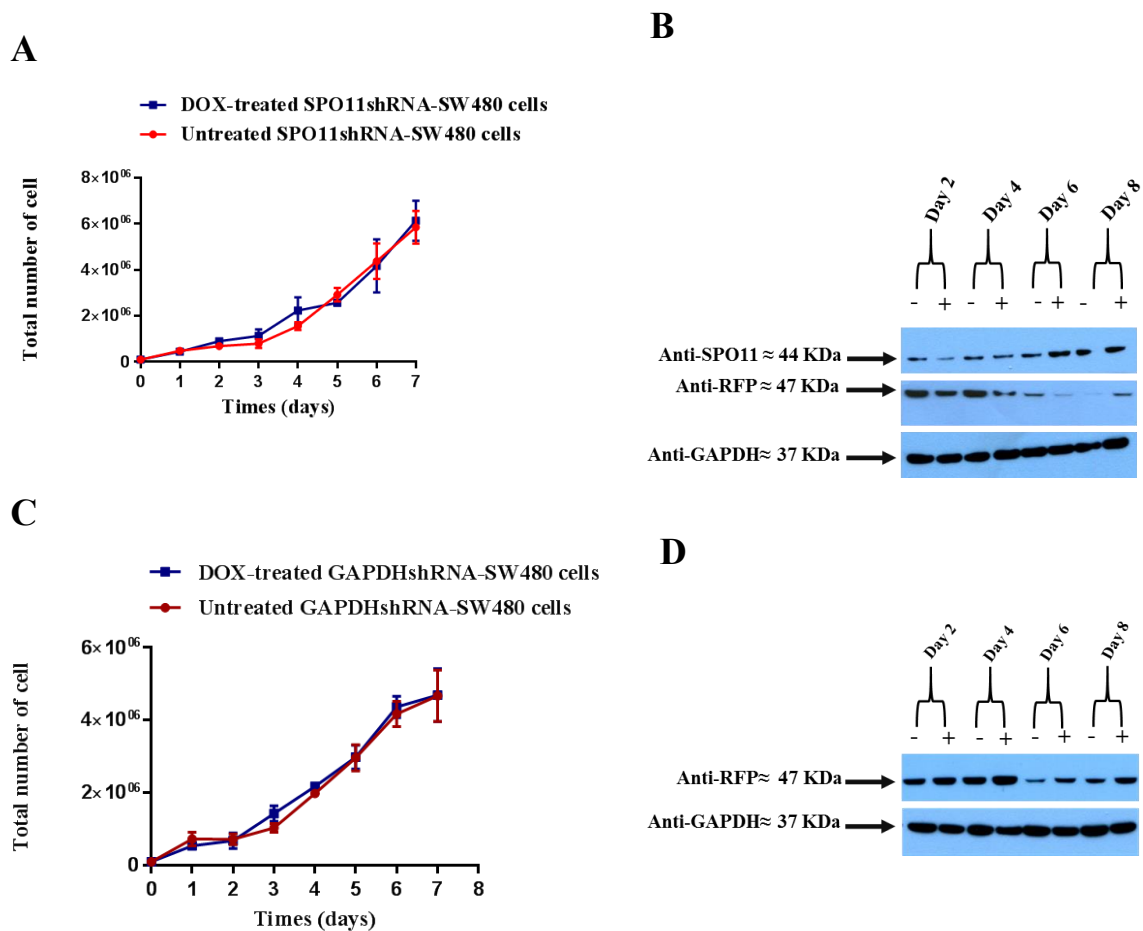 A
DOX-treated SPO11shRNA-SW480 cells
Untreated SPO11shRNA-SW480 cells
Total number of cell
8×10⁰⁶
6×10⁰⁶
4×10⁰⁶
2×10⁰⁶
0
0 1 2 3 4 5 6 7
Times (days)
B
Day 2 Day 4 Day 6 Day 8
- + - + - + - +
Anti-SPO11 ≈ 44 KDa
Anti-RFP ≈ 47 KDa
Anti-GAPDH≈ 37 KDa
C
DOX-treated GAPDHshRNA-SW480 cells
Untreated GAPDHshRNA-SW480 cells
Total number of cell
6×10⁰⁶
4×10⁰⁶
2×10⁰⁶
0
0 1 2 3 4 5 6 7 8
Times (days)
D
Day 2 Day 4 Day 6 Day 8
- + - + - + - +
Anti-RFP≈ 47 KDa
Anti-GAPDH≈ 37 KDa